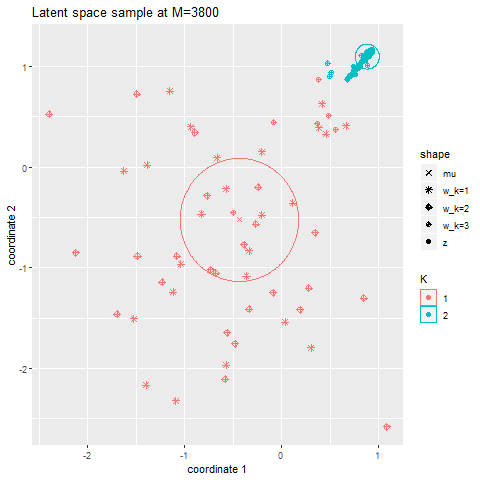 Latent space sample at M=3800
1
0
-1
-2
-2
-1
0
1
coordinate 1
coordinate 2
shape
mu
w_k=1
w_k=2
w_k=3
z
K
1
2